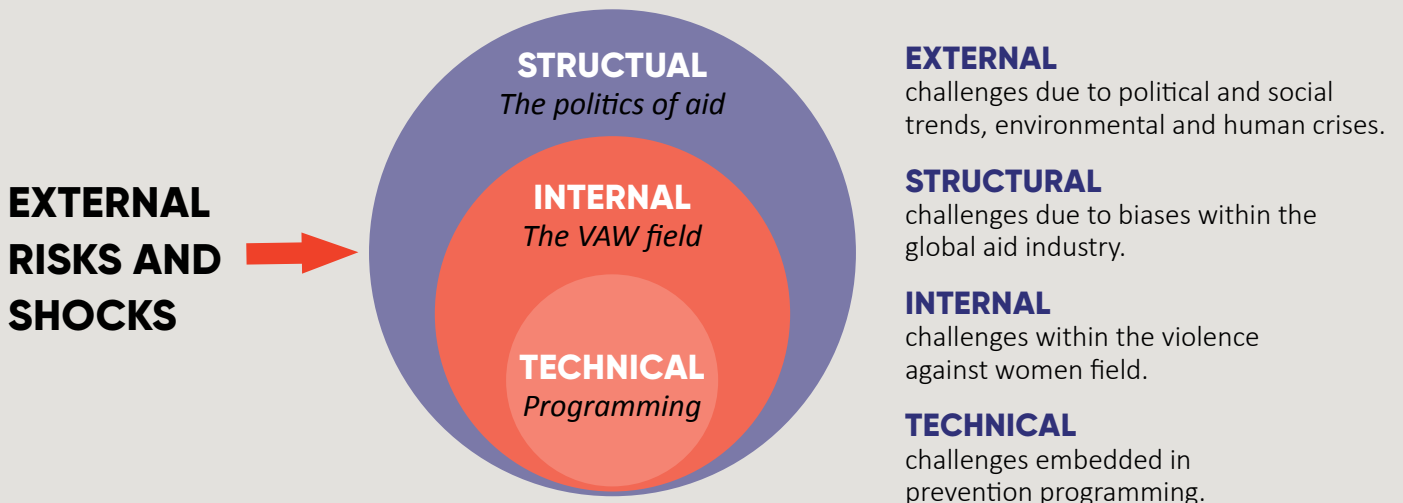 EXTERNAL
RISKS AND
SHOCKS
STRUCTUAL
The politics of aid
INTERNAL
The VAW field
TECHNICAL
Programming
EXTERNAL
challenges due to political and social
trends, environmental and human crises.
STRUCTURAL
challenges due to biases within the
global aid industry.
INTERNAL
challenges within the violence
against women field.
TECHNICAL
challenges embedded in
prevention programming.